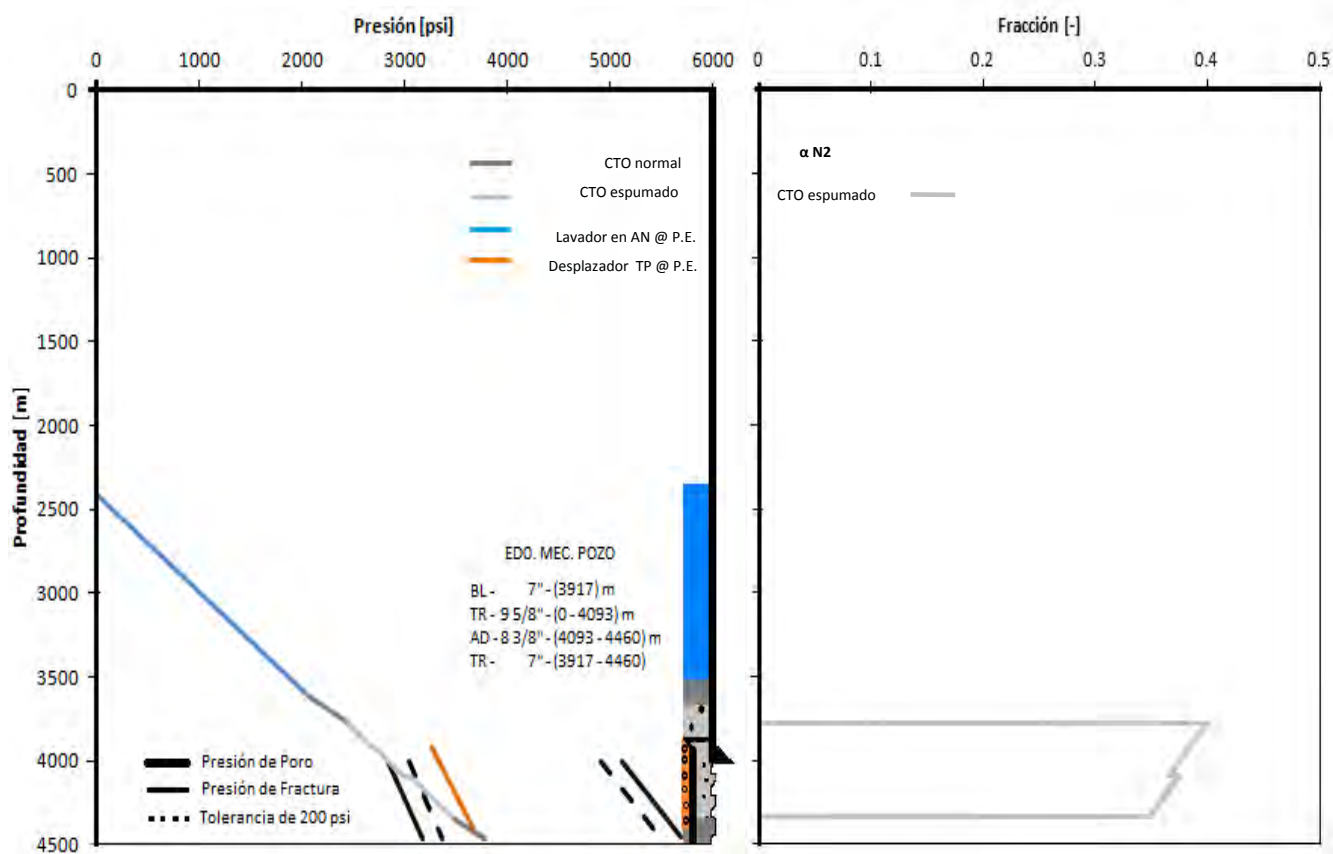 Presión [psi]
0 1000 2000 3000 4000 5000 6000
Profundidad [m]
0
500
1000
1500
2000
2500
3000
3500
4000
4500
CTO normal
CTO espumado
Lavador en AN @ P.E.
Desplazador TP @ P.E.
EDO. MEC. POZO
BL - 7" - (3917) m
TR - 9 5/8" - (0 - 4093) m
AD - 8 3/8" - (4093 - 4460) m
TR - 7" - (3917 - 4460)
Presión de Poro
Presión de Fractura
Tolerancia de 200 psi
Fracción [-]
0 0.1 0.2 0.3 0.4 0.5
α N2
CTO espumado